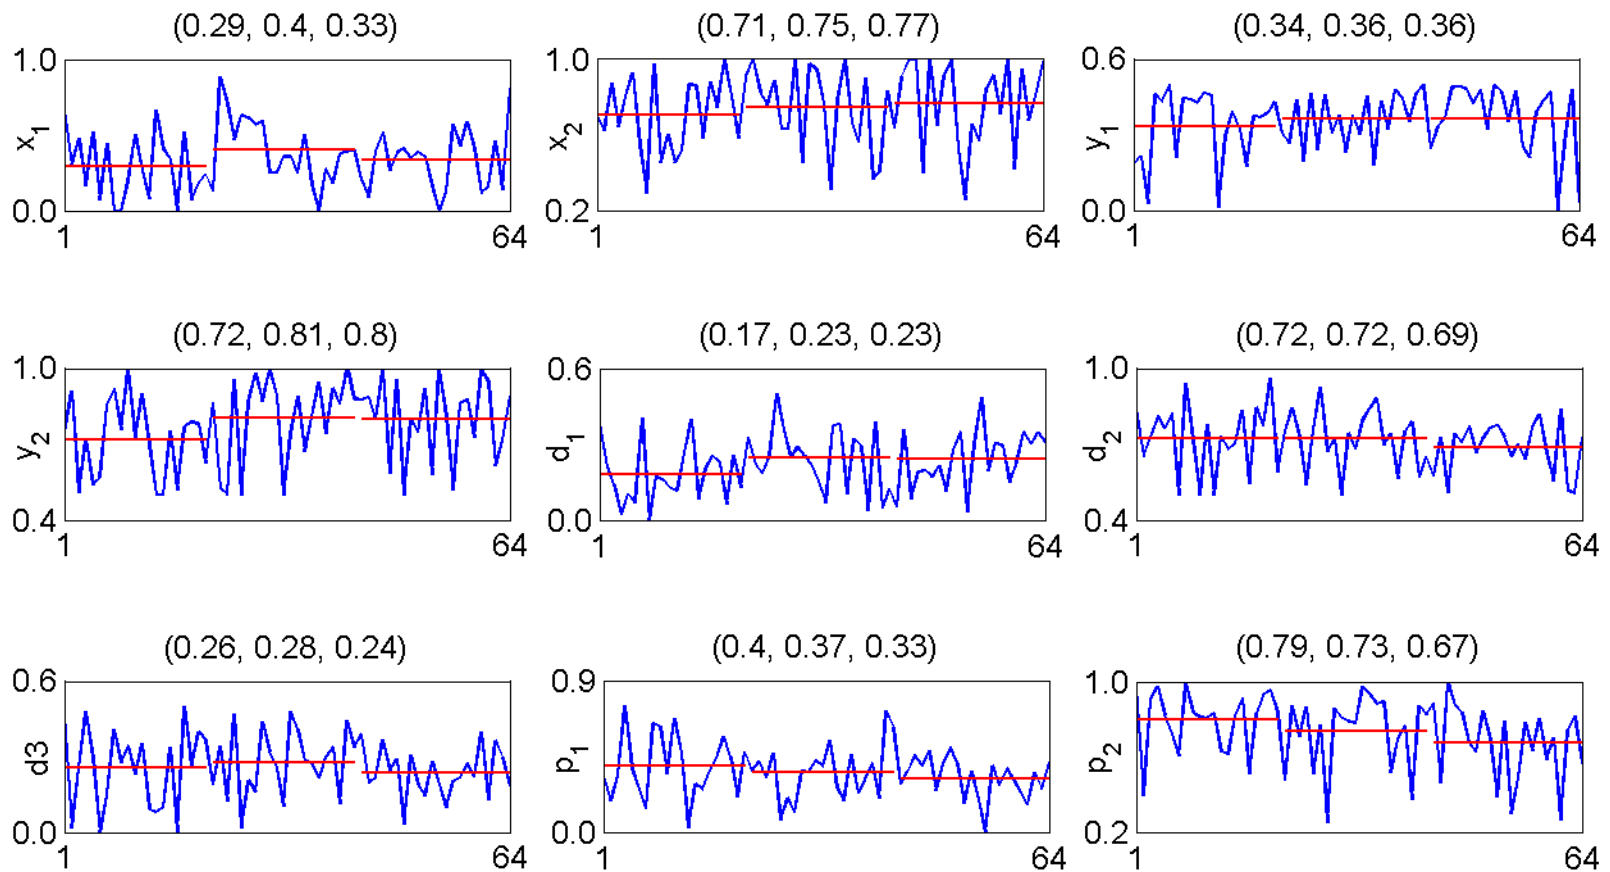 (0.29, 0.4, 0.33)
1.0
x1
0.0
1 64
(0.71, 0.75, 0.77)
1.0
x2
0.2
1 64
(0.34, 0.36, 0.36)
0.6
y1
0.0
1 64
(0.72, 0.81, 0.8)
1.0
y2
0.4
1 64
(0.17, 0.23, 0.23)
0.6
d1
0.0
1 64
(0.72, 0.72, 0.69)
1.0
d2
0.4
1 64
(0.26, 0.28, 0.24)
0.6
d3
0.0
1 64
(0.4, 0.37, 0.33)
0.9
p1
0.0
1 64
(0.79, 0.73, 0.67)
1.0
p2
0.2
1 64